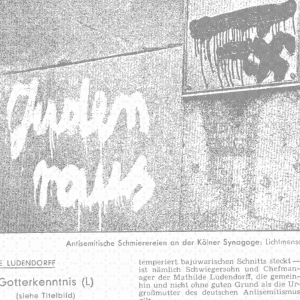 Juden
raus
Antisemitische Schmierereien an der Kölner Synagoge: Lichtmens
E LUDENDORFF
Gotterkenntnis (L)
(siehe Titelbild)
temperiert bajuwarischen Schnitts steckt —
ist nämlich Schwiegersohn und Chefman-
ager der Mathilde Ludendorff, die gemein-
hin und nicht ohne guten Grund als die Ur-
großmutter des deutschen Antisemitismus